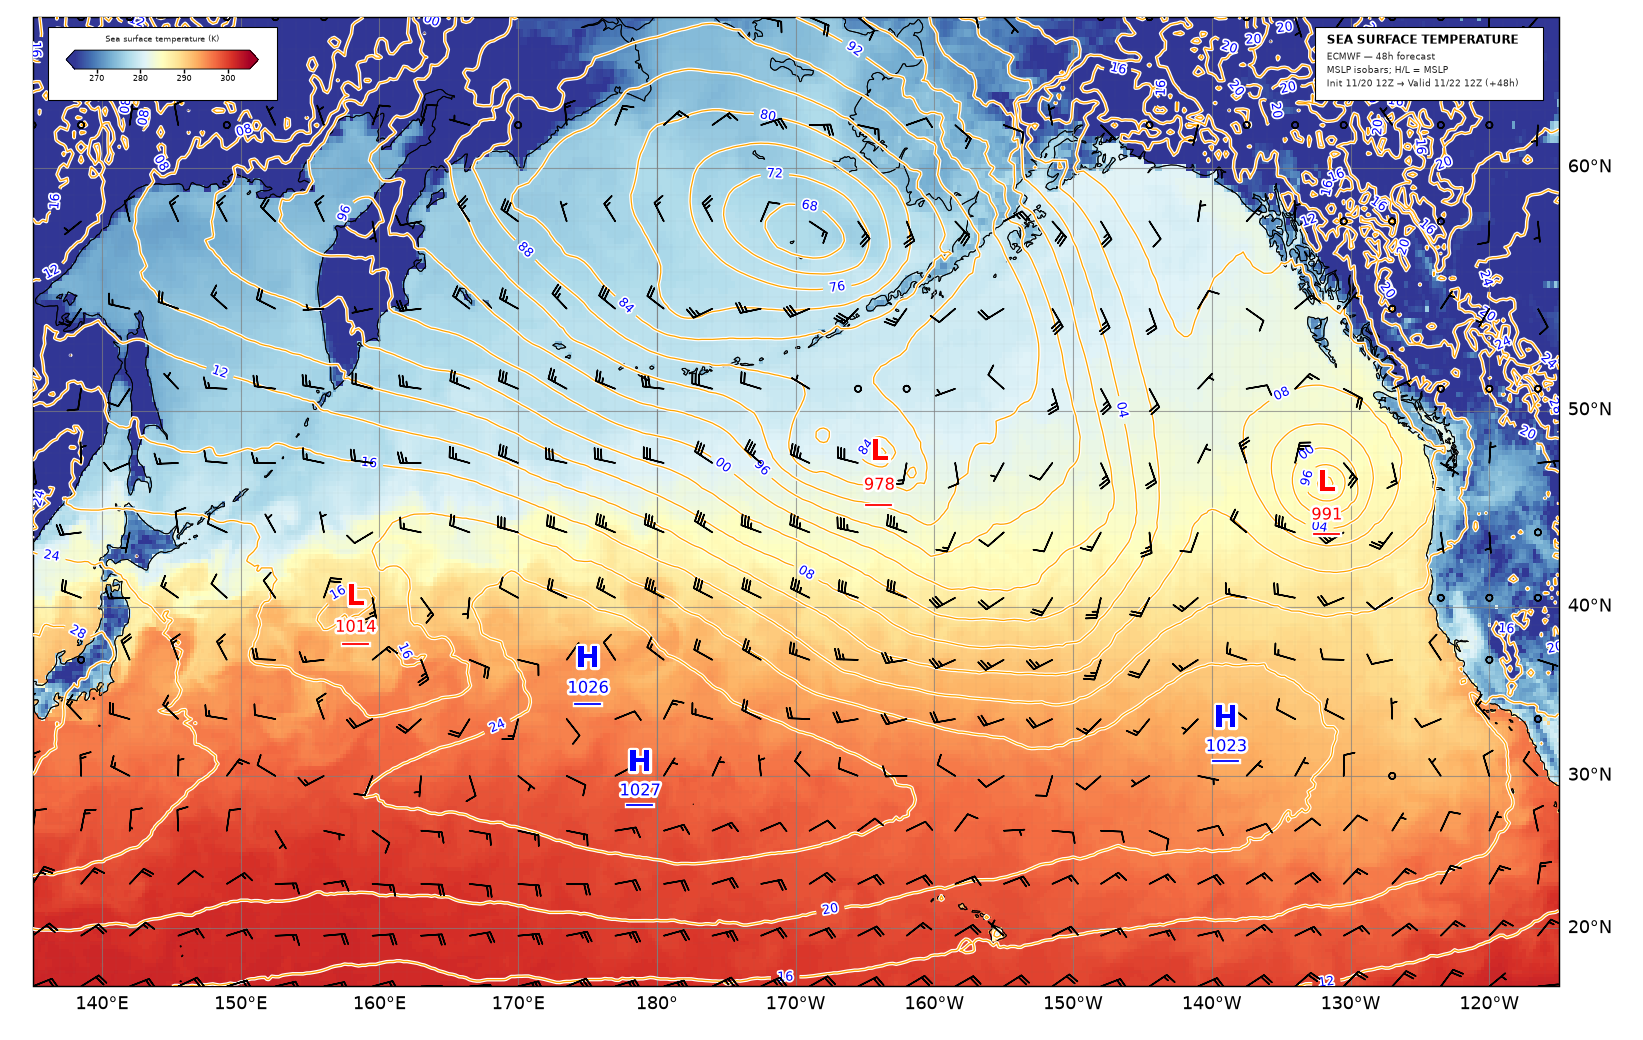 Sea surface temperature (K)
270 280 290 300
SEA SURFACE TEMPERATURE
ECMWF — 48h forecast
MSLP isobars; H/L = MSLP
Init 11/20 12Z → Valid 11/22 12Z (+48h)
92
80
72
68
76
88
84
96
12
12
16
00
96
84
L
978
08
04
00
96
L
991
04
08
24
28
16
L
1014
16
H
1026
24
H
1027
H
1023
20
16
12
60°N
50°N
40°N
30°N
20°N
140°E 150°E 160°E 170°E 180° 170°W 160°W 150°W 140°W 130°W 120°W